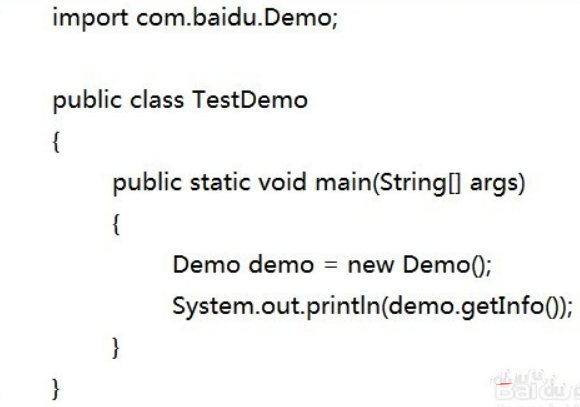 import com.baidu.Demo;
public class TestDemo
{
public static void main(String[] args)
{
Demo demo = new Demo();
System.out.println(demo.getInfo());
}
}